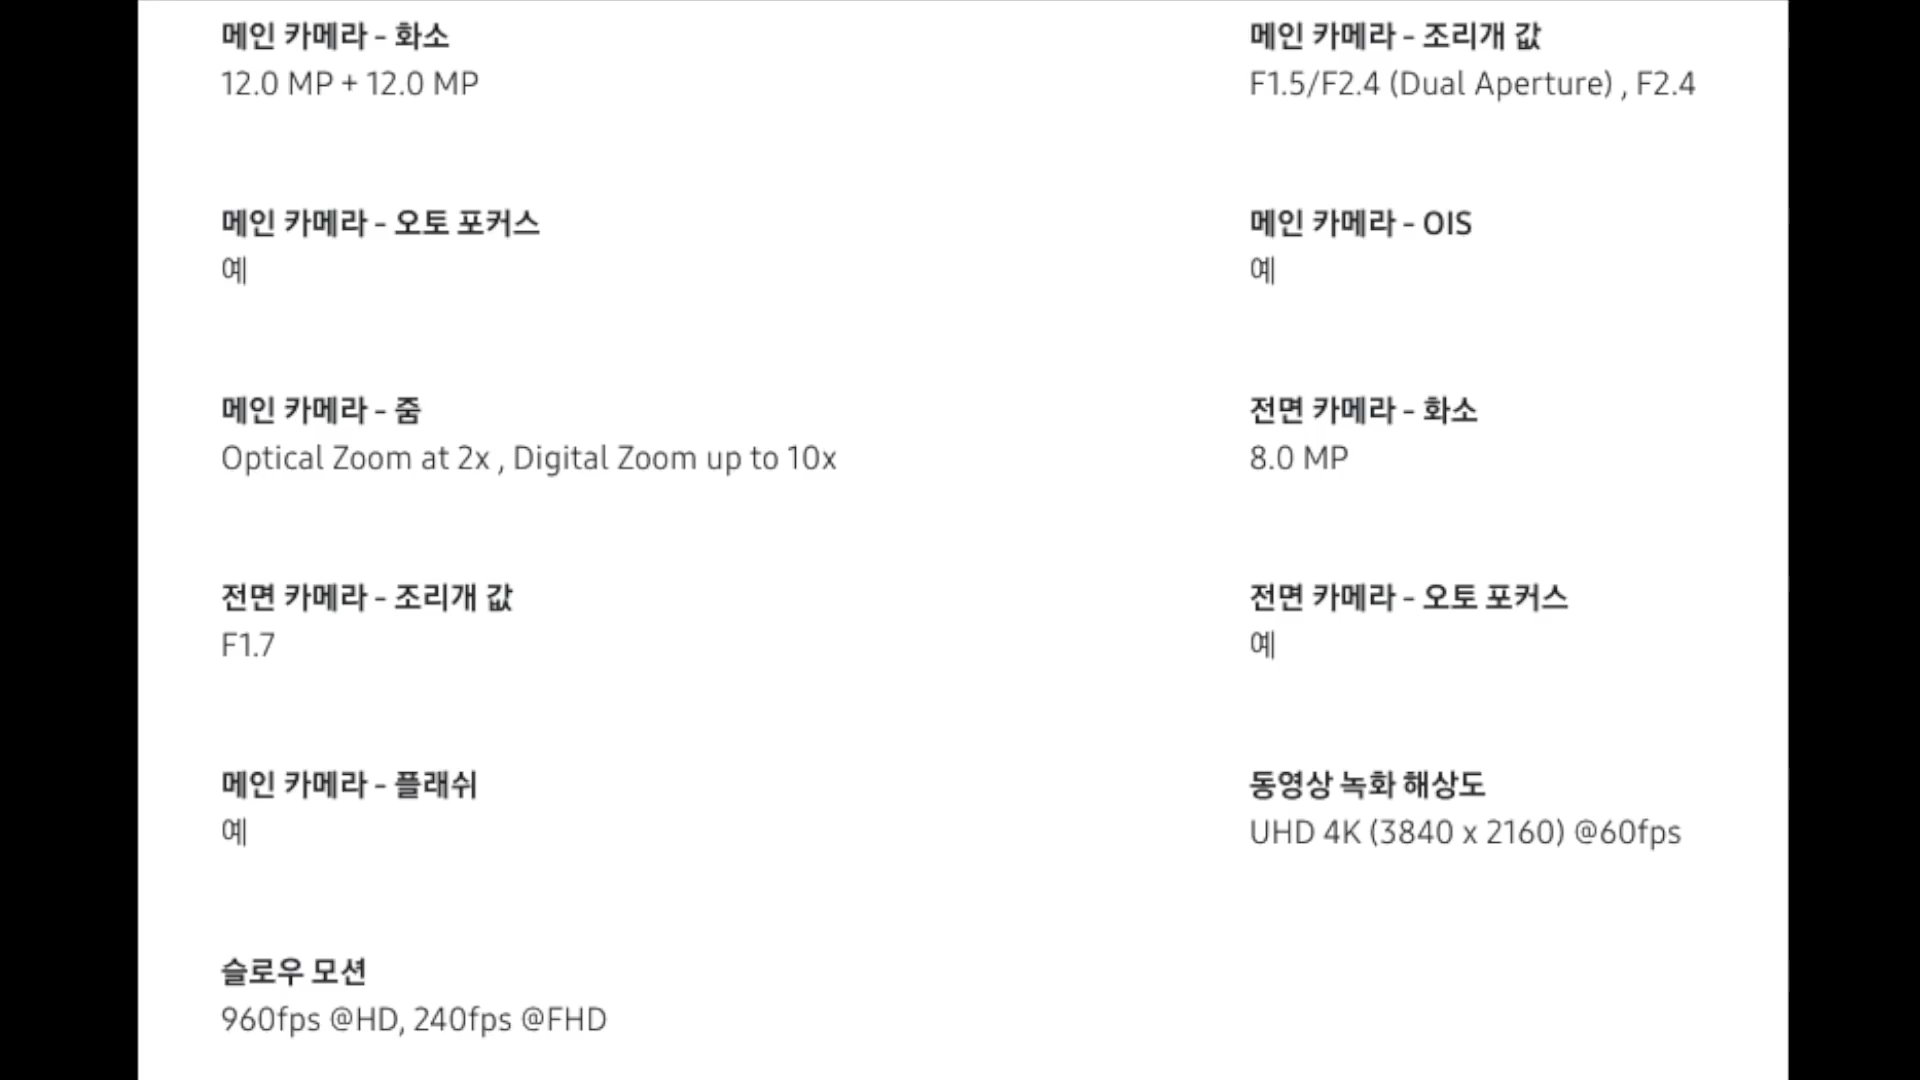 메인 카메라 - 화소
12.0 MP + 12.0 MP
메인 카메라 - 조리개 값
F1.5/F2.4 (Dual Aperture) , F2.4
메인 카메라 - 오토 포커스
예
메인 카메라 - OIS
예
메인 카메라 - 줌
Optical Zoom at 2x , Digital Zoom up to 10x
전면 카메라 - 화소
8.0 MP
전면 카메라 - 조리개 값
F1.7
전면 카메라 - 오토 포커스
예
메인 카메라 - 플래쉬
예
동영상 녹화 해상도
UHD 4K (3840 x 2160) @60fps
슬로우 모션
960fps @HD, 240fps @FHD